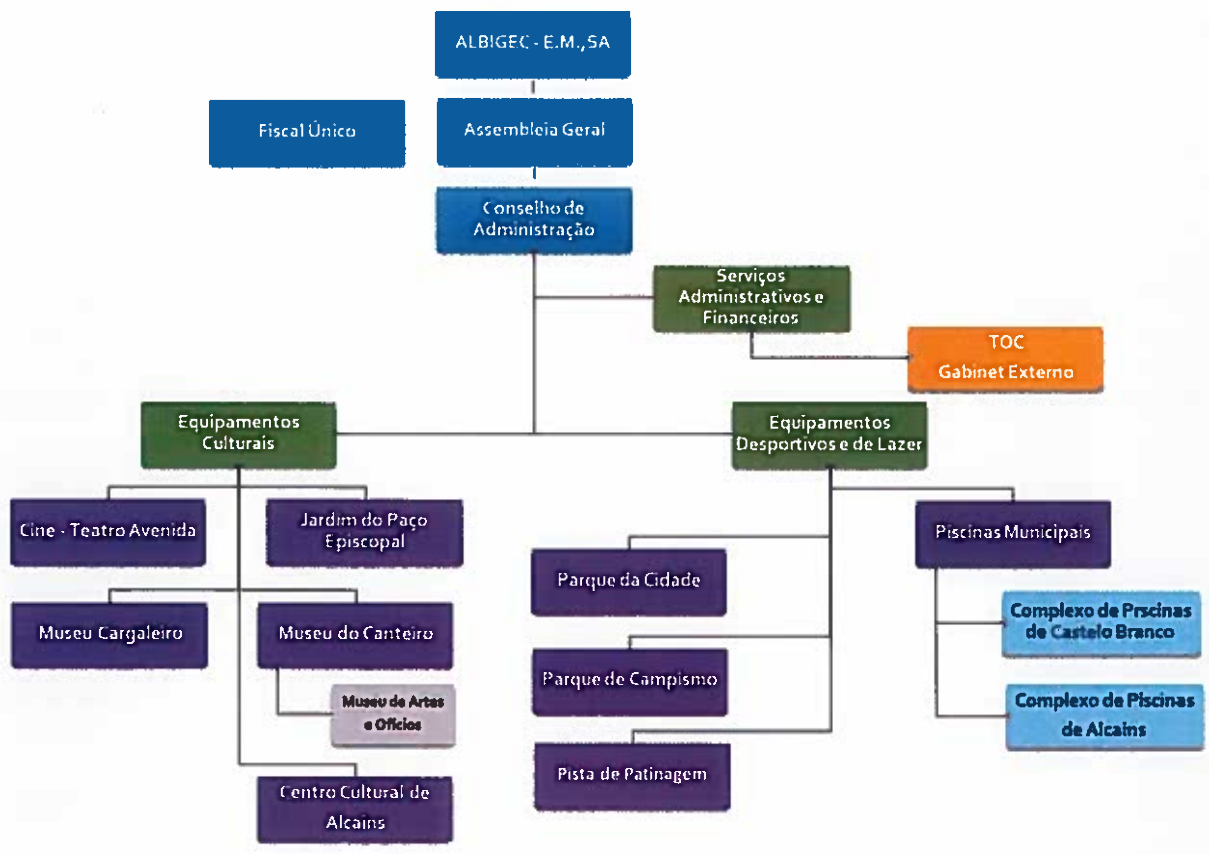 ALBIGEC - E.M., SA
Fiscal Único
Assembleia Geral
Conselho de
Administração
Serviços
Administrativos e
Financeiros
TOC
Gabinet Externo
Equipamentos
Culturais
Equipamentos
Desportivos e de Lazer
Cine - Teatro Avenida
Jardim do Paço
Episcopal
Piscinas Municipais
Parque da Cidade
Museu Cargaleiro
Museu do Canteiro
Complexo de Piscinas
de Castelo Branco
Parque de Campismo
Museu de Artes
e Ofícios
Complexo de Piscinas
de Alcains
Pista de Patinagem
Centro Cultural de
Alcains